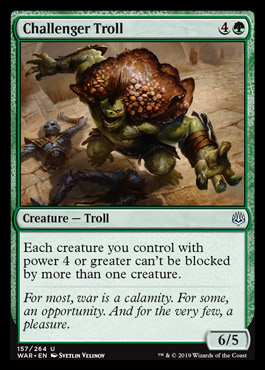 Challenger Troll 4
Creature — Troll
Each creature you control with
power 4 or greater can't be blocked
by more than one creature.
For most, war is a calamity. For some,
an opportunity. And for the very few, a
pleasure.
6/5
157/264 U
WAR • EN SVETLIN VELINOV ™ & © 2019 Wizards of the Coast